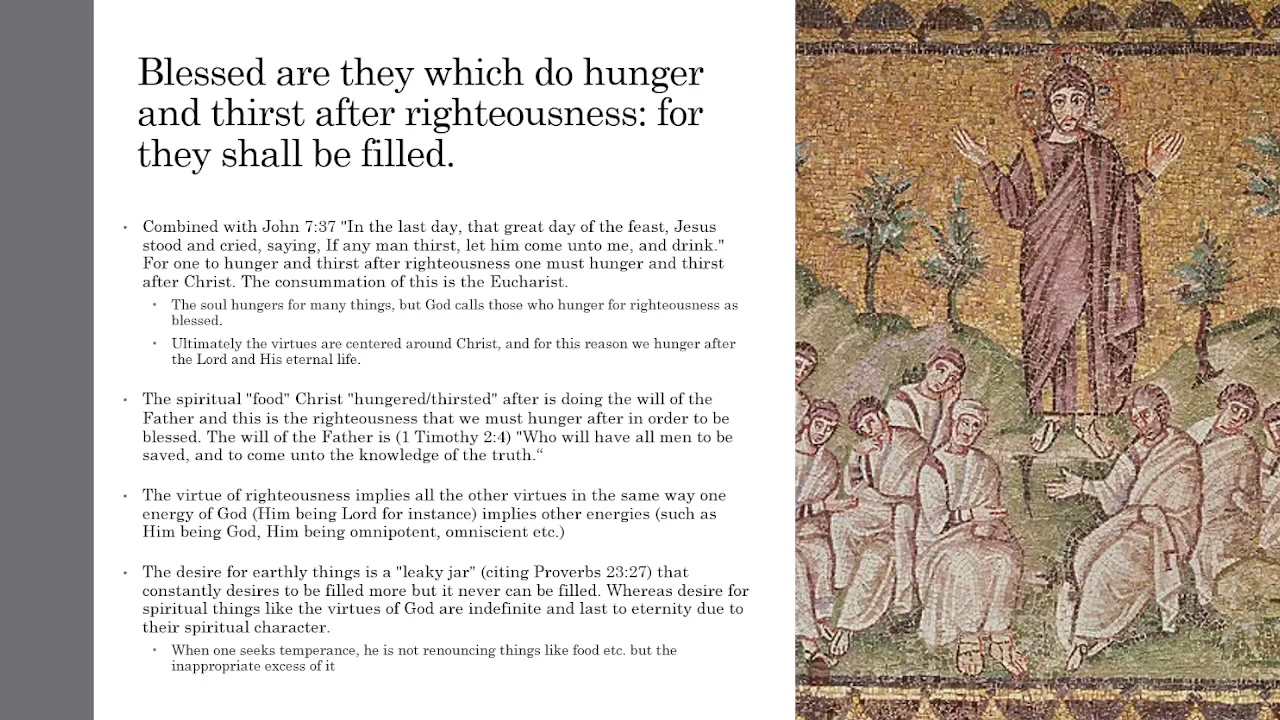 Blessed are they which do hunger
and thirst after righteousness: for
they shall be filled.
• Combined with John 7:37 "In the last day, that great day of the feast, Jesus
stood and cried, saying, If any man thirst, let him come unto me, and drink."
For one to hunger and thirst after righteousness one must hunger and thirst
after Christ. The consummation of this is the Eucharist.
• The soul hungers for many things, but God calls those who hunger for righteousness as
blessed.
• Ultimately the virtues are centered around Christ, and for this reason we hunger after
the Lord and His eternal life.
• The spiritual "food" Christ "hungered/thirsted" after is doing the will of the
Father and this is the righteousness that we must hunger after in order to be
blessed. The will of the Father is (1 Timothy 2:4) "Who will have all men to be
saved, and to come unto the knowledge of the truth.“
• The virtue of righteousness implies all the other virtues in the same way one
energy of God (Him being Lord for instance) implies other energies (such as
Him being God, Him being omnipotent, omniscient etc.)
• The desire for earthly things is a "leaky jar" (citing Proverbs 23:27) that
constantly desires to be filled more but it never can be filled. Whereas desire for
spiritual things like the virtues of God are indefinite and last to eternity due to
their spiritual character.
• When one seeks temperance, he is not renouncing things like food etc. but the
inappropriate excess of it